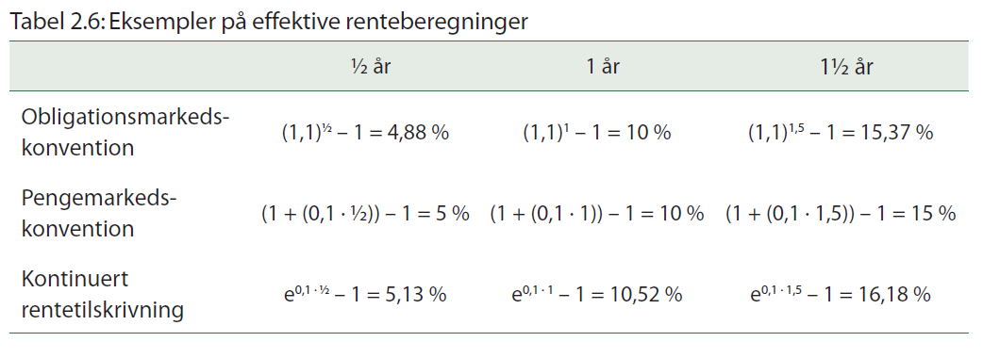 Tabel 2.6: Eksempler på effektive renteberegninger
½ år 1 år 1½ år
Obligationsmarkeds-
konvention
(1,1)^½ – 1 = 4,88 % (1,1)^1 – 1 = 10 % (1,1)^1,5 – 1 = 15,37 %
Pengemarkeds-
konvention
(1 + (0,1 · ½)) – 1 = 5 % (1 + (0,1 · 1)) – 1 = 10 % (1 + (0,1 · 1,5)) – 1 = 15 %
Kontinuert
rentetilskrivning
e^0,1 · ½ – 1 = 5,13 % e^0,1 · 1 – 1 = 10,52 % e^0,1 · 1,5 – 1 = 16,18 %